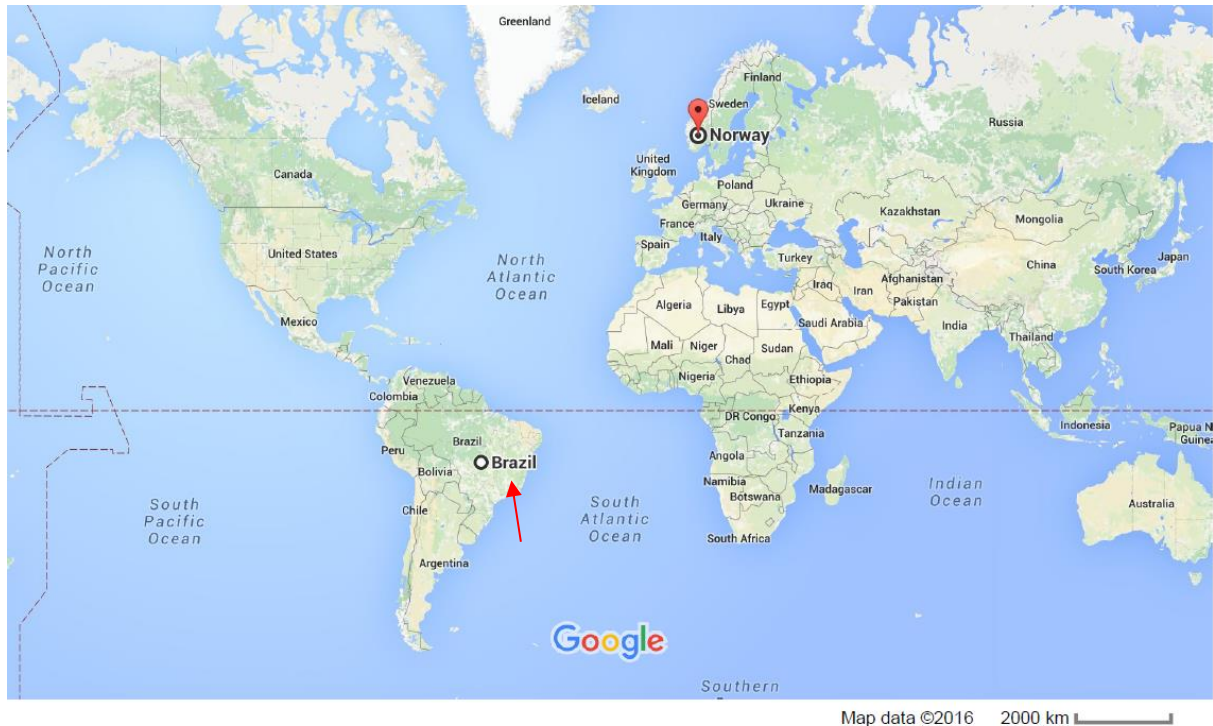 Greenland
Finland
Iceland
Sweden
Russia
Norway
United
Kingdom
Canada
Poland
Germany
Ukraine
Kazakhstan
Mongolia
France
Italy
Spain
North
Pacific
Ocean
United States
North
Atlantic
Ocean
Turkey
Afghanistan
China
South Korea
Japan
Iraq
Iran
Pakistan
Algeria
Libya
Egypt
Saudi Arabia
India
Thailand
Mexico
Mali
Niger
Chad
Sudan
Venezuela
Nigeria
Ethiopia
Colombia
DR Congo
Kenya
Indonesia
Papua N
Guinea
Tanzania
Peru
Brazil
Brazil
Bolivia
Angola
Namibia
Botswana
Madagascar
Indian
Ocean
South
Pacific
Ocean
Chile
South
Atlantic
Ocean
Australia
South Africa
Argentina
Google
Southern
Map data ©2016 2000 km